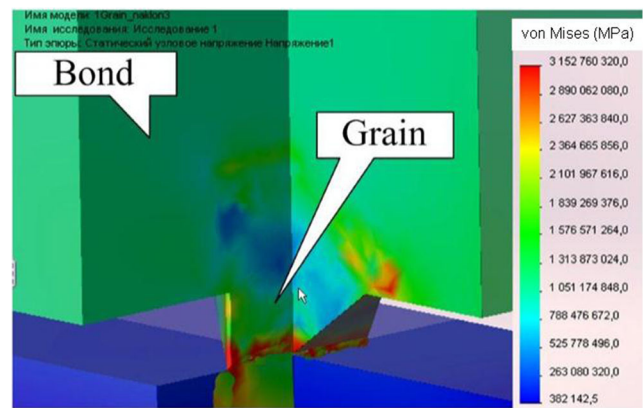 Имя модели: 1Grain_naklon3
Имя исследования: Исследование 1
Тип эпюры: Статический узловое напряжение Напряжение1
Bond
Grain
von Mises (MPa)
3 152 760 320,0
2 890 062 080,0
2 627 363 840,0
2 364 665 856,0
2 101 967 616,0
1 839 269 376,0
1 576 571 264,0
1 313 873 024,0
1 051 174 848,0
788 476 672,0
525 778 496,0
263 080 320,0
382 142,5